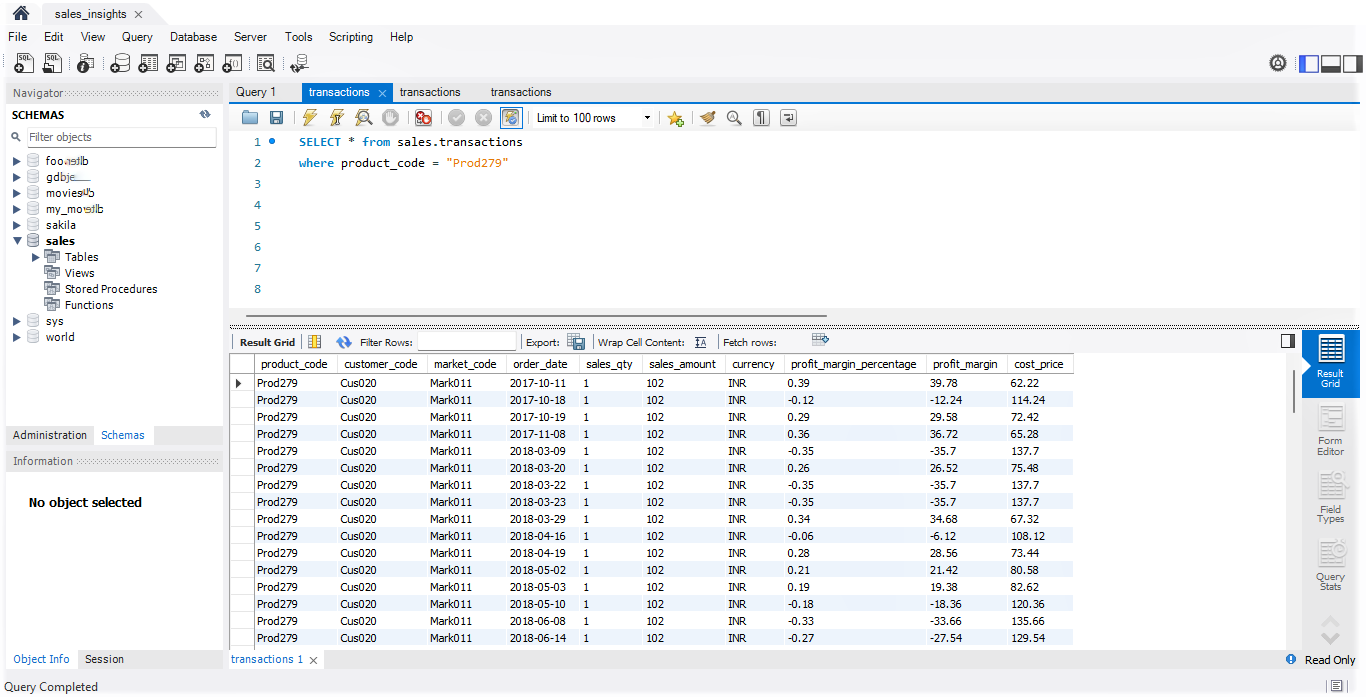 sales_insights
File Edit View Query Database Server Tools Scripting Help
Navigator
SCHEMAS
Filter objects
sakila
sales
Tables
Views
Stored Procedures
Functions
sys
world
Administration Schemas
Information
No object selected
Object Info Session
Query Completed
Query 1 transactions transactions transactions
Limit to 100 rows
1 SELECT * from sales.transactions
2 where product_code = "Prod279"
3
4
5
6
7
8
Result Grid Filter Rows: Export: Wrap Cell Content: Fetch rows:
product_code customer_code market_code order_date sales_qty sales_amount currency profit_margin_percentage profit_margin cost_price
Prod279 Cus020 Mark011 2017-10-11 1 102 INR 0.39 39.78 62.22
Prod279 Cus020 Mark011 2017-10-18 1 102 INR -0.12 -12.24 114.24
Prod279 Cus020 Mark011 2017-10-19 1 102 INR 0.29 29.58 72.42
Prod279 Cus020 Mark011 2017-11-08 1 102 INR 0.36 36.72 65.28
Prod279 Cus020 Mark011 2018-03-09 1 102 INR -0.35 -35.7 137.7
Prod279 Cus020 Mark011 2018-03-20 1 102 INR 0.26 26.52 75.48
Prod279 Cus020 Mark011 2018-03-22 1 102 INR -0.35 -35.7 137.7
Prod279 Cus020 Mark011 2018-03-23 1 102 INR -0.35 -35.7 137.7
Prod279 Cus020 Mark011 2018-03-29 1 102 INR 0.34 34.68 67.32
Prod279 Cus020 Mark011 2018-04-16 1 102 INR -0.06 -6.12 108.12
Prod279 Cus020 Mark011 2018-04-19 1 102 INR 0.28 28.56 73.44
Prod279 Cus020 Mark011 2018-05-02 1 102 INR 0.21 21.42 80.58
Prod279 Cus020 Mark011 2018-05-03 1 102 INR 0.19 19.38 82.62
Prod279 Cus020 Mark011 2018-05-10 1 102 INR -0.18 -18.36 120.36
Prod279 Cus020 Mark011 2018-06-08 1 102 INR -0.33 -33.66 135.66
Prod279 Cus020 Mark011 2018-06-14 1 102 INR -0.27 -27.54 129.54
transactions 1
Result
Grid
Form
Editor
Field
Types
Query
Stats
Read Only